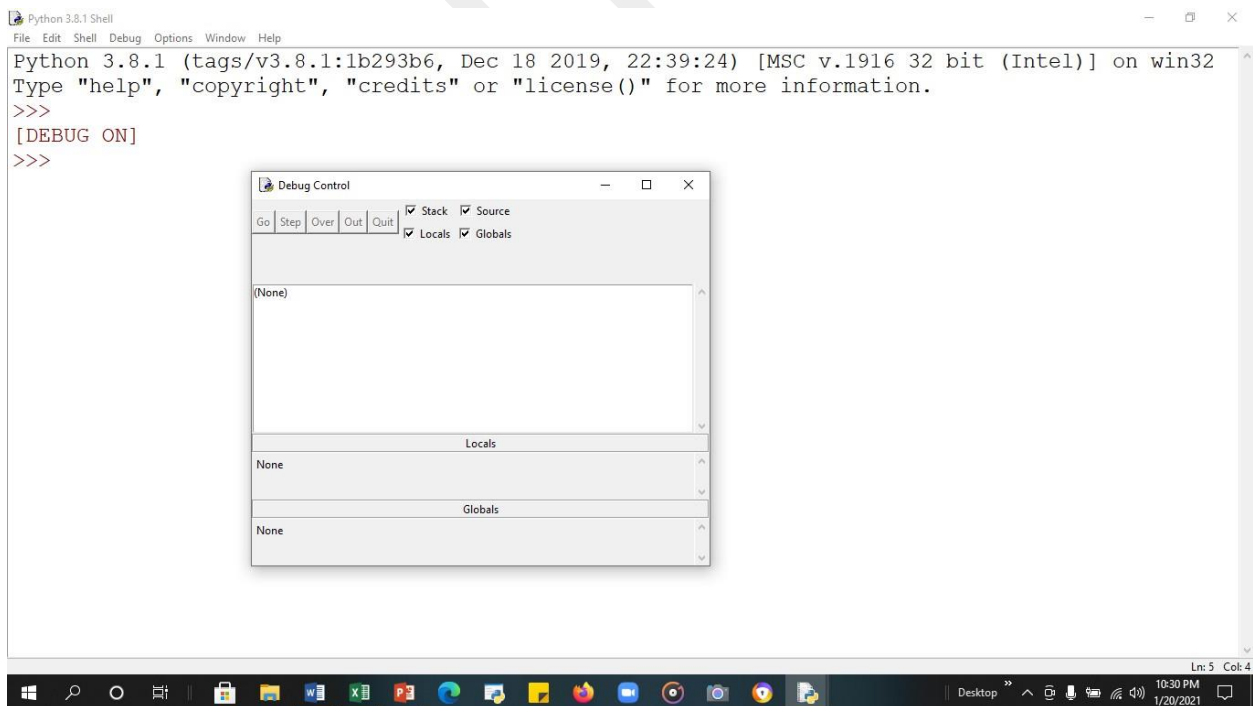 Python 3.8.1 Shell
File Edit Shell Debug Options Window Help
Python 3.8.1 (tags/v3.8.1:1b293b6, Dec 18 2019, 22:39:24) [MSC v.1916 32 bit (Intel)] on win32
Type "help", "copyright", "credits" or "license()" for more information.
>>>
[DEBUG ON]
>>>
Debug Control
Go Step Over Out Quit Stack Source
Locals Globals
(None)
Locals
None
Globals
None
Ln: 5 Col: 4
Desktop
10:30 PM
1/20/2021